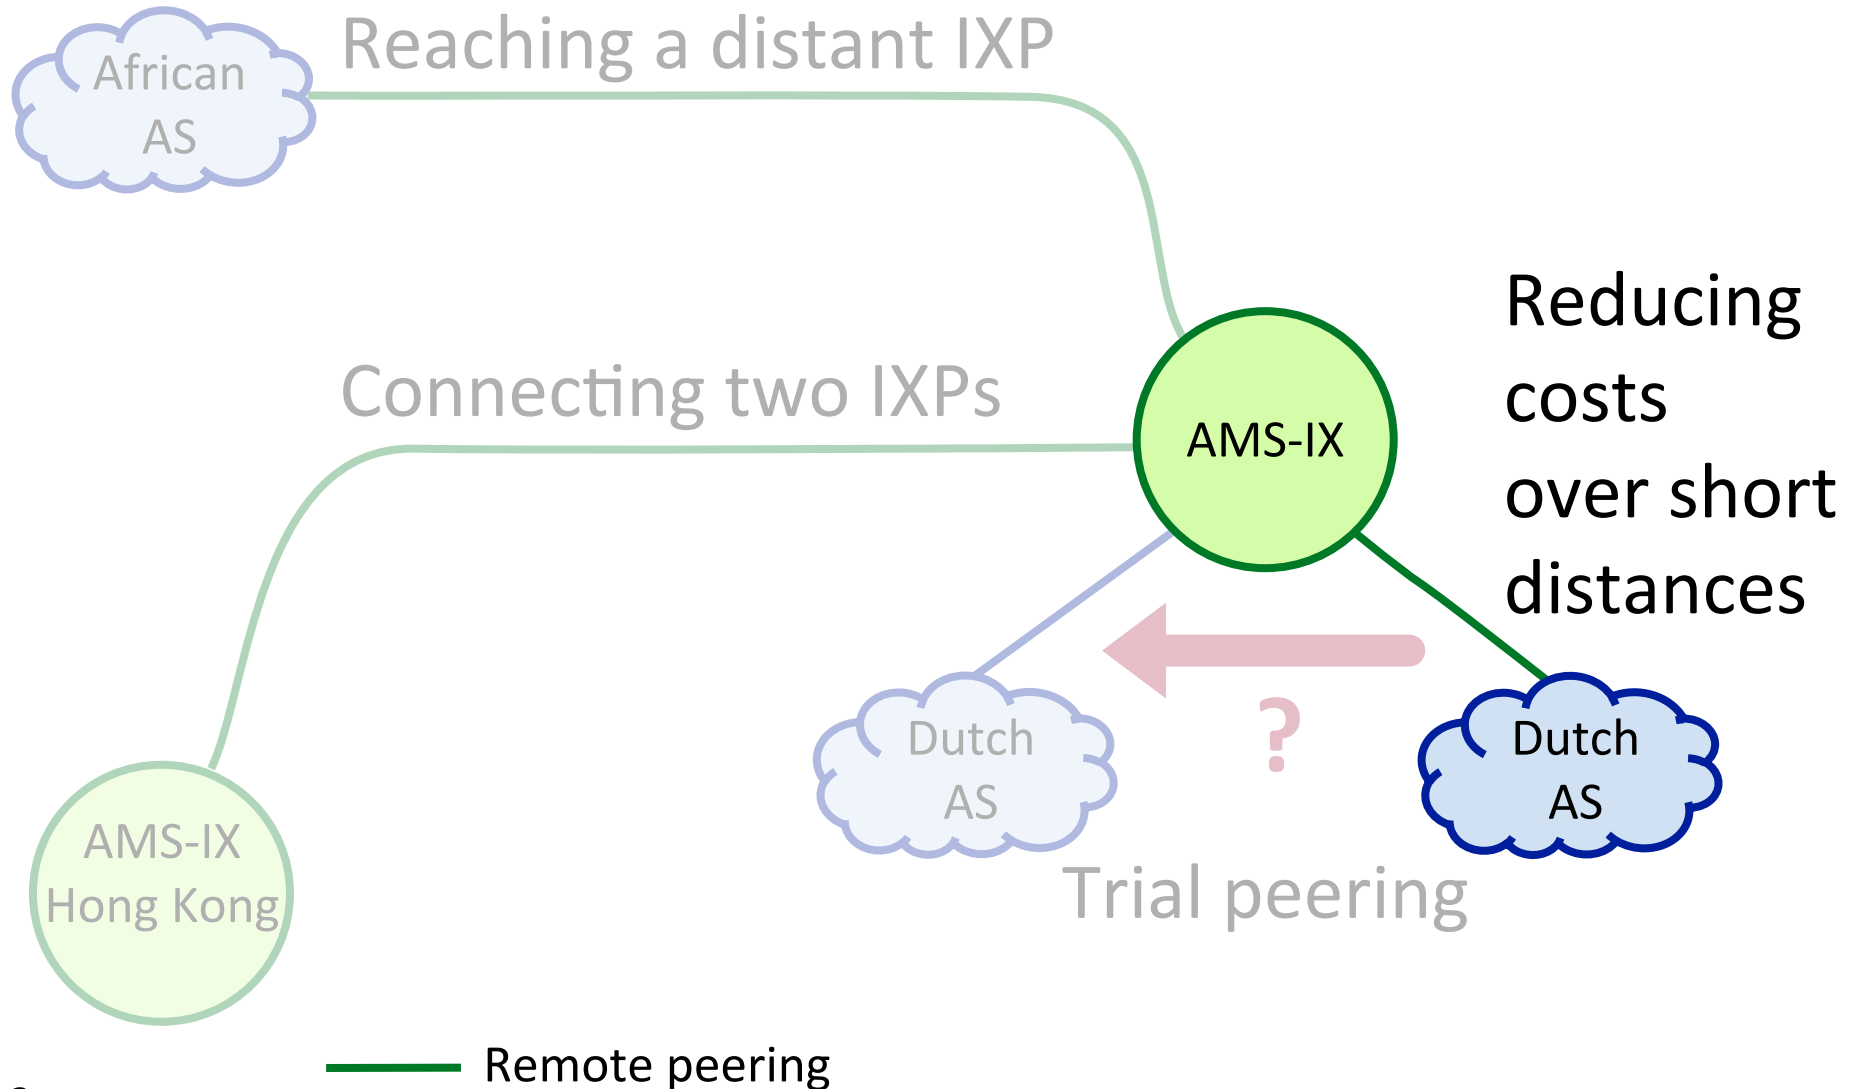 Reaching a distant IXP
African
AS
Reducing
costs
over short
distances
Connecting two IXPs
AMS-IX
Dutch
AS
?
Dutch
AS
Trial peering
AMS-IX
Hong Kong
Remote peering